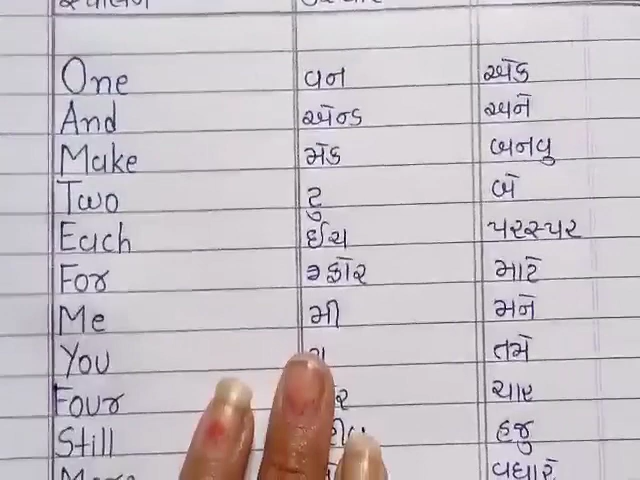 One વન એક
And એન્ડ અને
Make મેક બનવુ
Two ટુ બે
Each ઈચ પરસ્પર
For ફોર માટે
Me મી મને
You તમે
Four ચાર
Still હજુ
વધારે